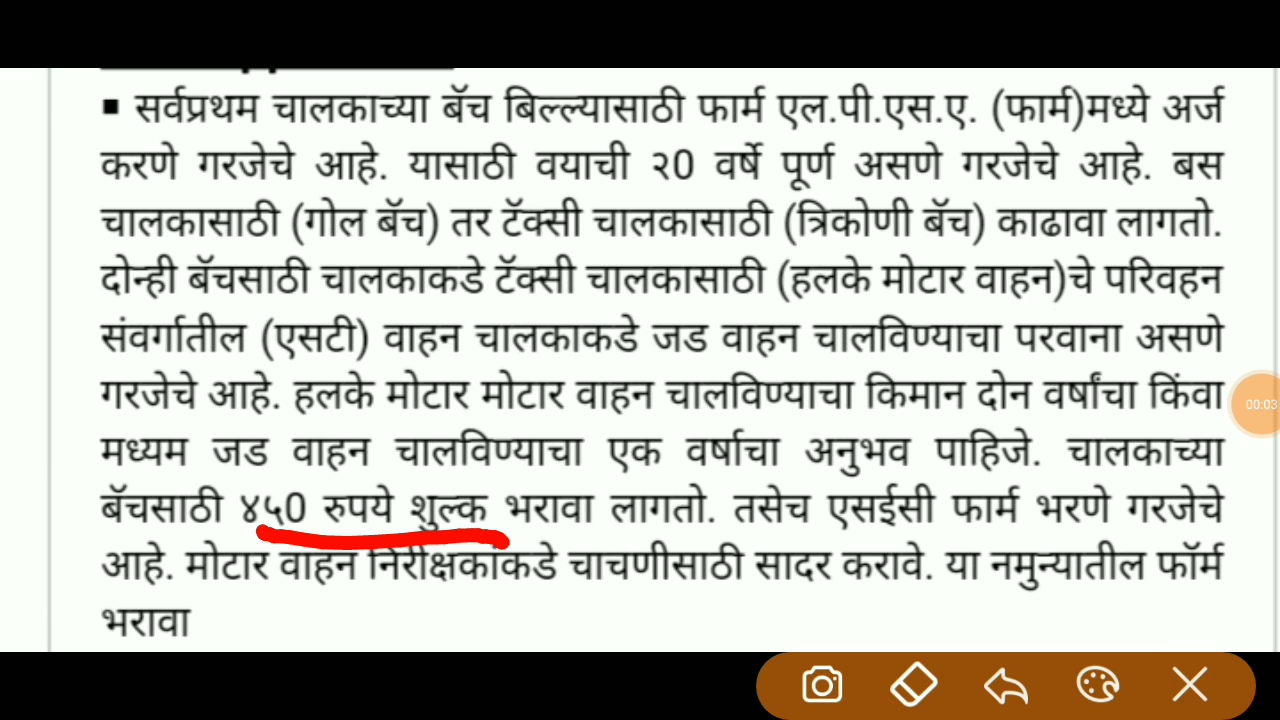 ▪ सर्वप्रथम चालकाच्या बॅच बिल्ल्यासाठी फार्म एल.पी.एस.ए. (फार्म)मध्ये अर्ज
करणे गरजेचे आहे. यासाठी वयाची २0 वर्षे पूर्ण असणे गरजेचे आहे. बस
चालकासाठी (गोल बॅच) तर टॅक्सी चालकासाठी (त्रिकोणी बॅच) काढावा लागतो.
दोन्ही बॅचसाठी चालकाकडे टॅक्सी चालकासाठी (हलके मोटार वाहन)चे परिवहन
संवर्गातील (एसटी) वाहन चालकाकडे जड वाहन चालविण्याचा परवाना असणे
गरजेचे आहे. हलके मोटार मोटार वाहन चालविण्याचा किमान दोन वर्षांचा किंवा
मध्यम जड वाहन चालविण्याचा एक वर्षाचा अनुभव पाहिजे. चालकाच्या
बॅचसाठी ४५0 रुपये शुल्क भरावा लागतो. तसेच एसईसी फार्म भरणे गरजेचे
आहे. मोटार वाहन निरीक्षकांकडे चाचणीसाठी सादर करावे. या नमुन्यातील फॉर्म
भरावा
00:03